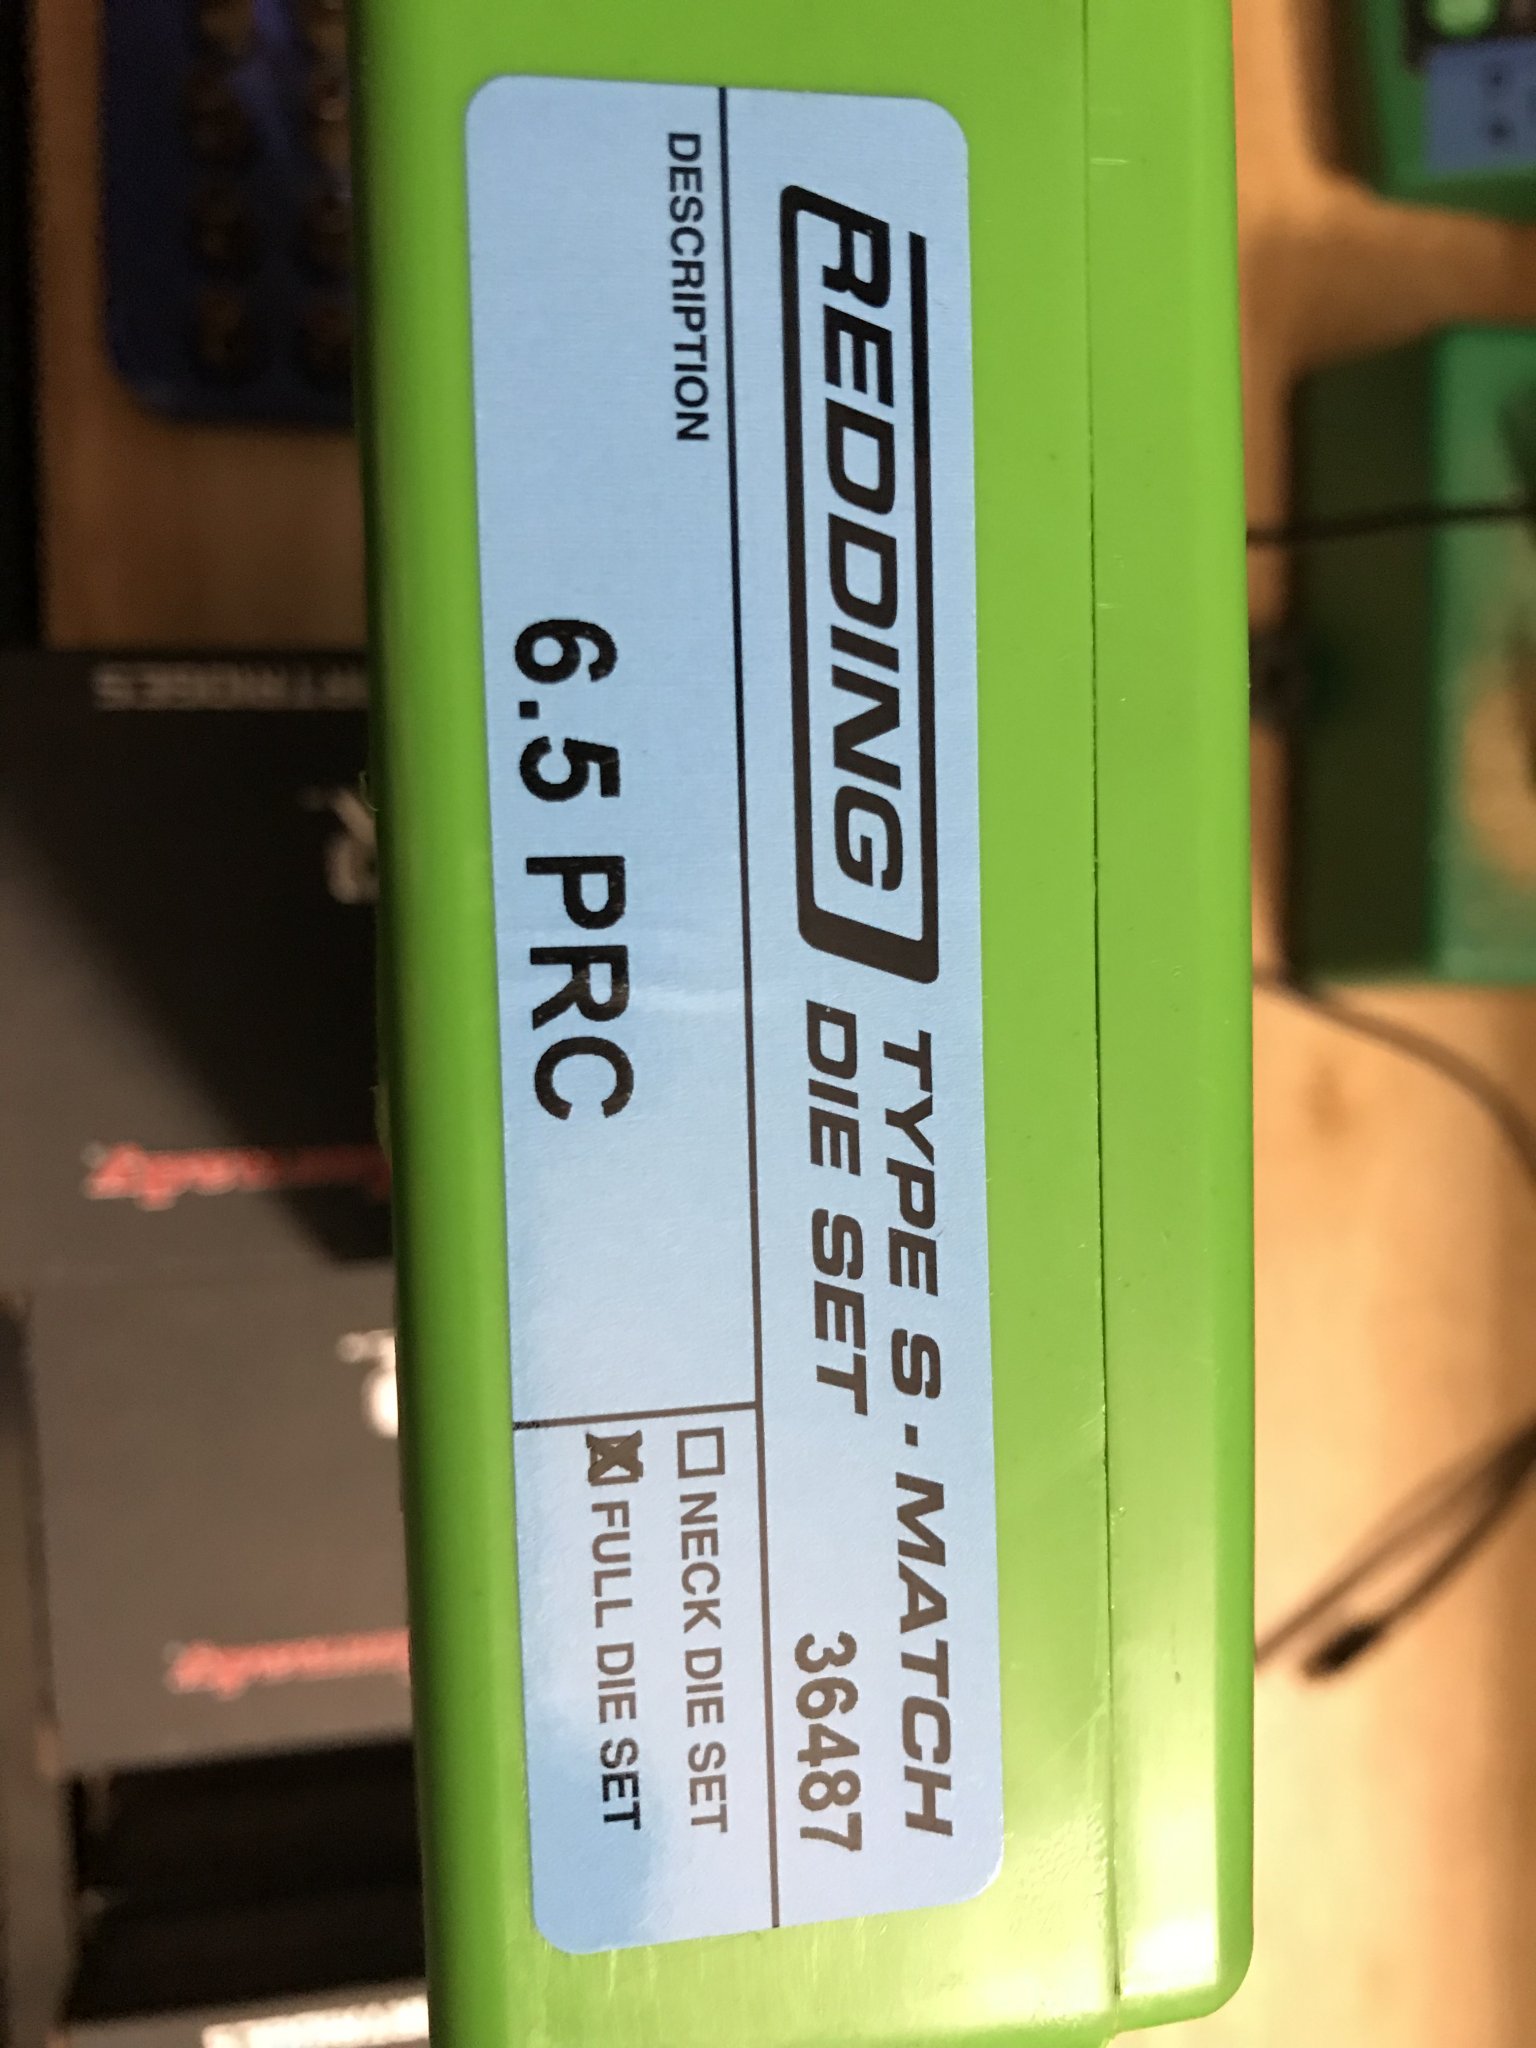 REDDING
TYPE S - MATCH
DIE SET
36487
DESCRIPTION
6.5 PRC
NECK DIE SET
FULL DIE SET